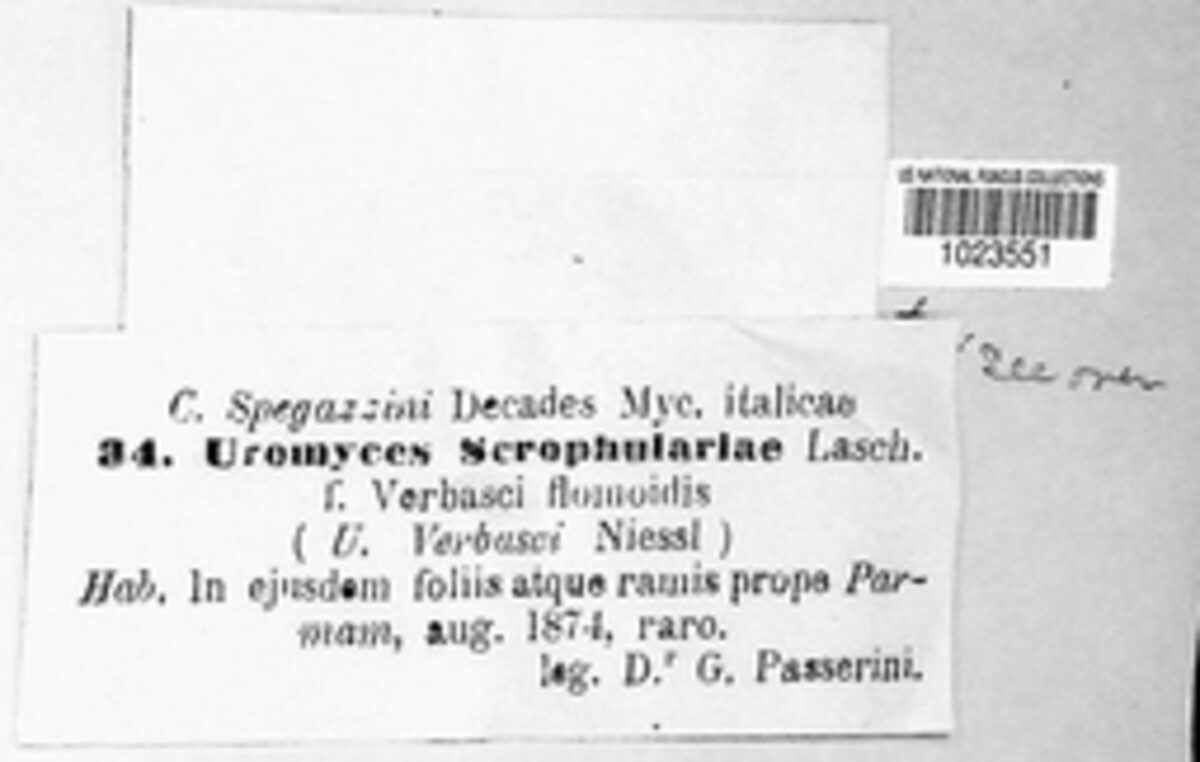 US NATIONAL FUNGUS COLLECTIONS
1023551
C. Spegazzini Decades Myc. italicae
34. Uromyces Scrophulariae Lasch.
f. Verbasci flomoidis
( U. Verbasci Niessl )
Hab. In ejusdem foliis atque ramis prope Par-
mam, aug. 1874, raro.
leg. D.r G. Passerini.